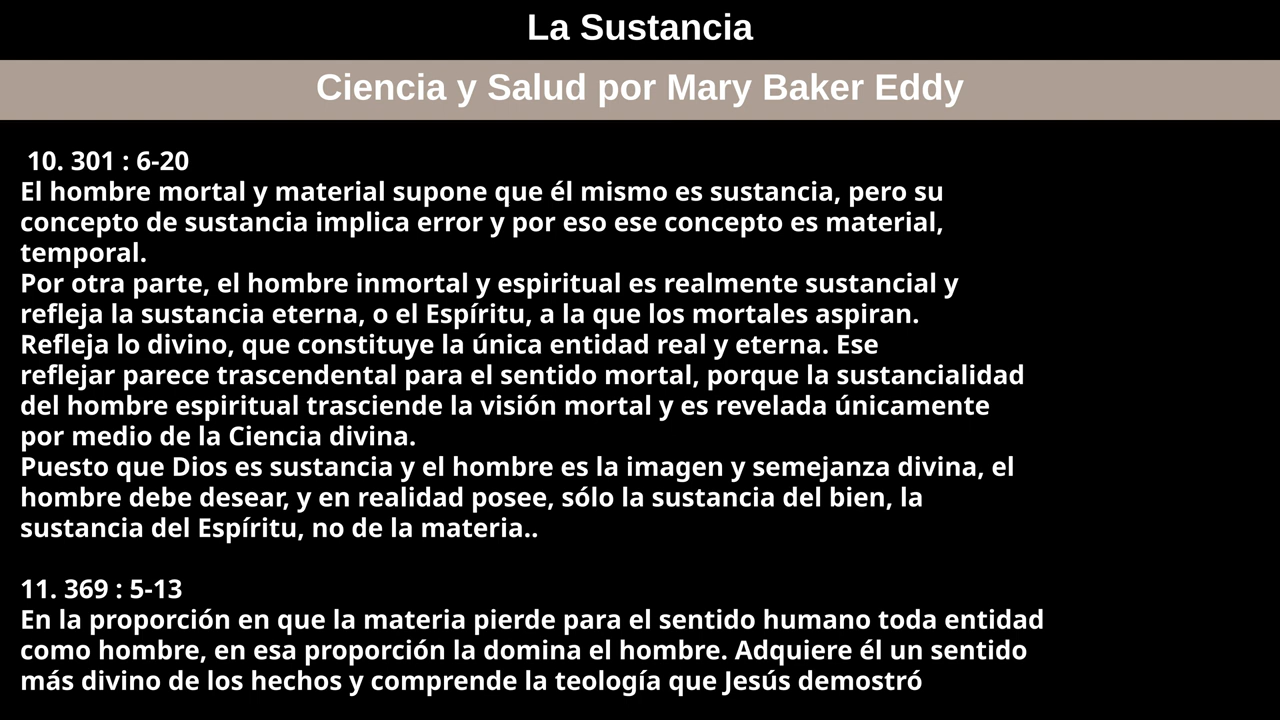 La Sustancia
Ciencia y Salud por Mary Baker Eddy
10. 301 : 6-20
El hombre mortal y material supone que él mismo es sustancia, pero su
concepto de sustancia implica error y por eso ese concepto es material,
temporal.
Por otra parte, el hombre inmortal y espiritual es realmente sustancial y
refleja la sustancia eterna, o el Espíritu, a la que los mortales aspiran.
Refleja lo divino, que constituye la única entidad real y eterna. Ese
reflejar parece trascendental para el sentido mortal, porque la sustancialidad
del hombre espiritual trasciende la visión mortal y es revelada únicamente
por medio de la Ciencia divina.
Puesto que Dios es sustancia y el hombre es la imagen y semejanza divina, el
hombre debe desear, y en realidad posee, sólo la sustancia del bien, la
sustancia del Espíritu, no de la materia..
11. 369 : 5-13
En la proporción en que la materia pierde para el sentido humano toda entidad
como hombre, en esa proporción la domina el hombre. Adquiere él un sentido
más divino de los hechos y comprende la teología que Jesús demostró